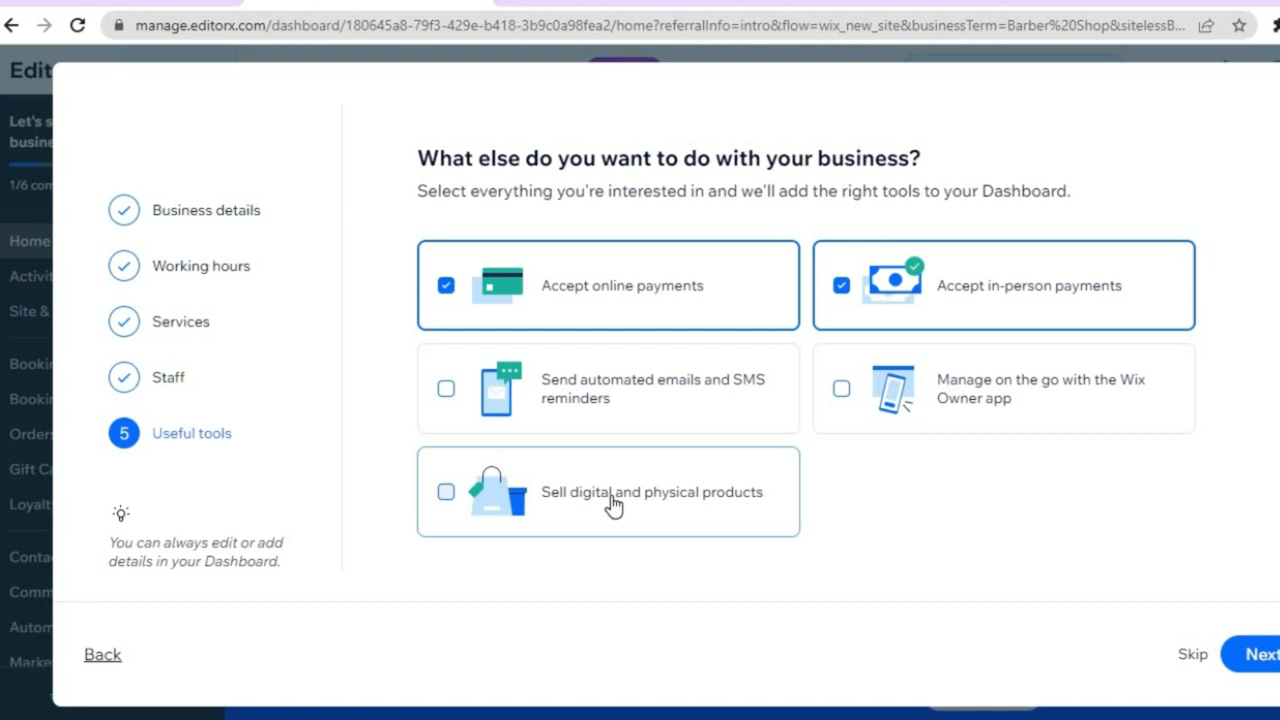 manage.editorx.com/dashboard/180645a8-79f3-429e-b418-3b9c0a98fea2/home?referralInfo=intro&flow=wix_new_site&businessTerm=Barber%20Shop&sitelessB...
Edit
Let's s
busine
1/6 com
Home
Activit
Site &
Bookin
Bookin
Orders
Gift Ca
Loyalt
Conta
Comm
Autom
Marke
Business details
Working hours
Services
Staff
5 Useful tools
You can always edit or add
details in your Dashboard.
What else do you want to do with your business?
Select everything you're interested in and we'll add the right tools to your Dashboard.
Accept online payments
Accept in-person payments
Send automated emails and SMS
reminders
Manage on the go with the Wix
Owner app
Sell digital and physical products
Back
Skip
Next